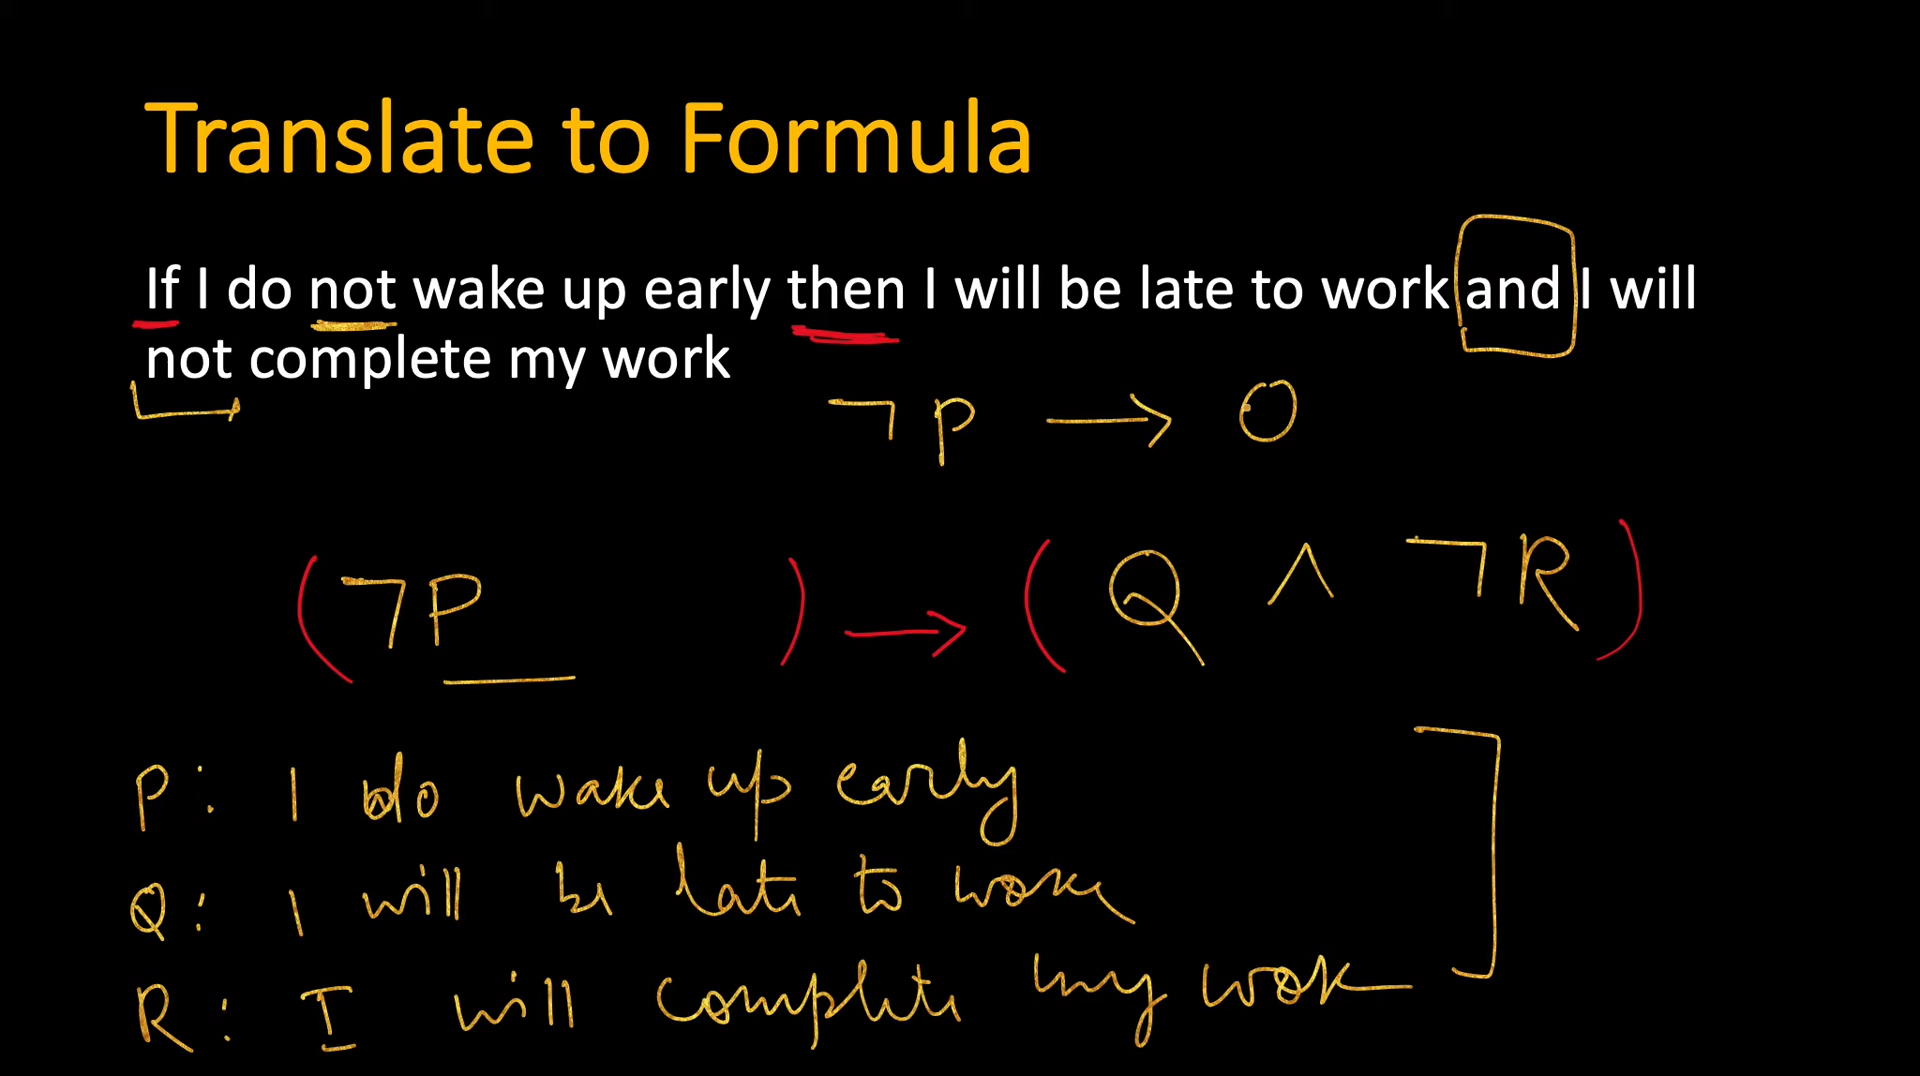 Translate to Formula
If I do not wake up early then I will be late to work and I will
not complete my work
¬ P → O
(¬P ) → ( Q ∧ ¬R )
P: I do wake up early
Q: I will be late to work
R: I will complete my work